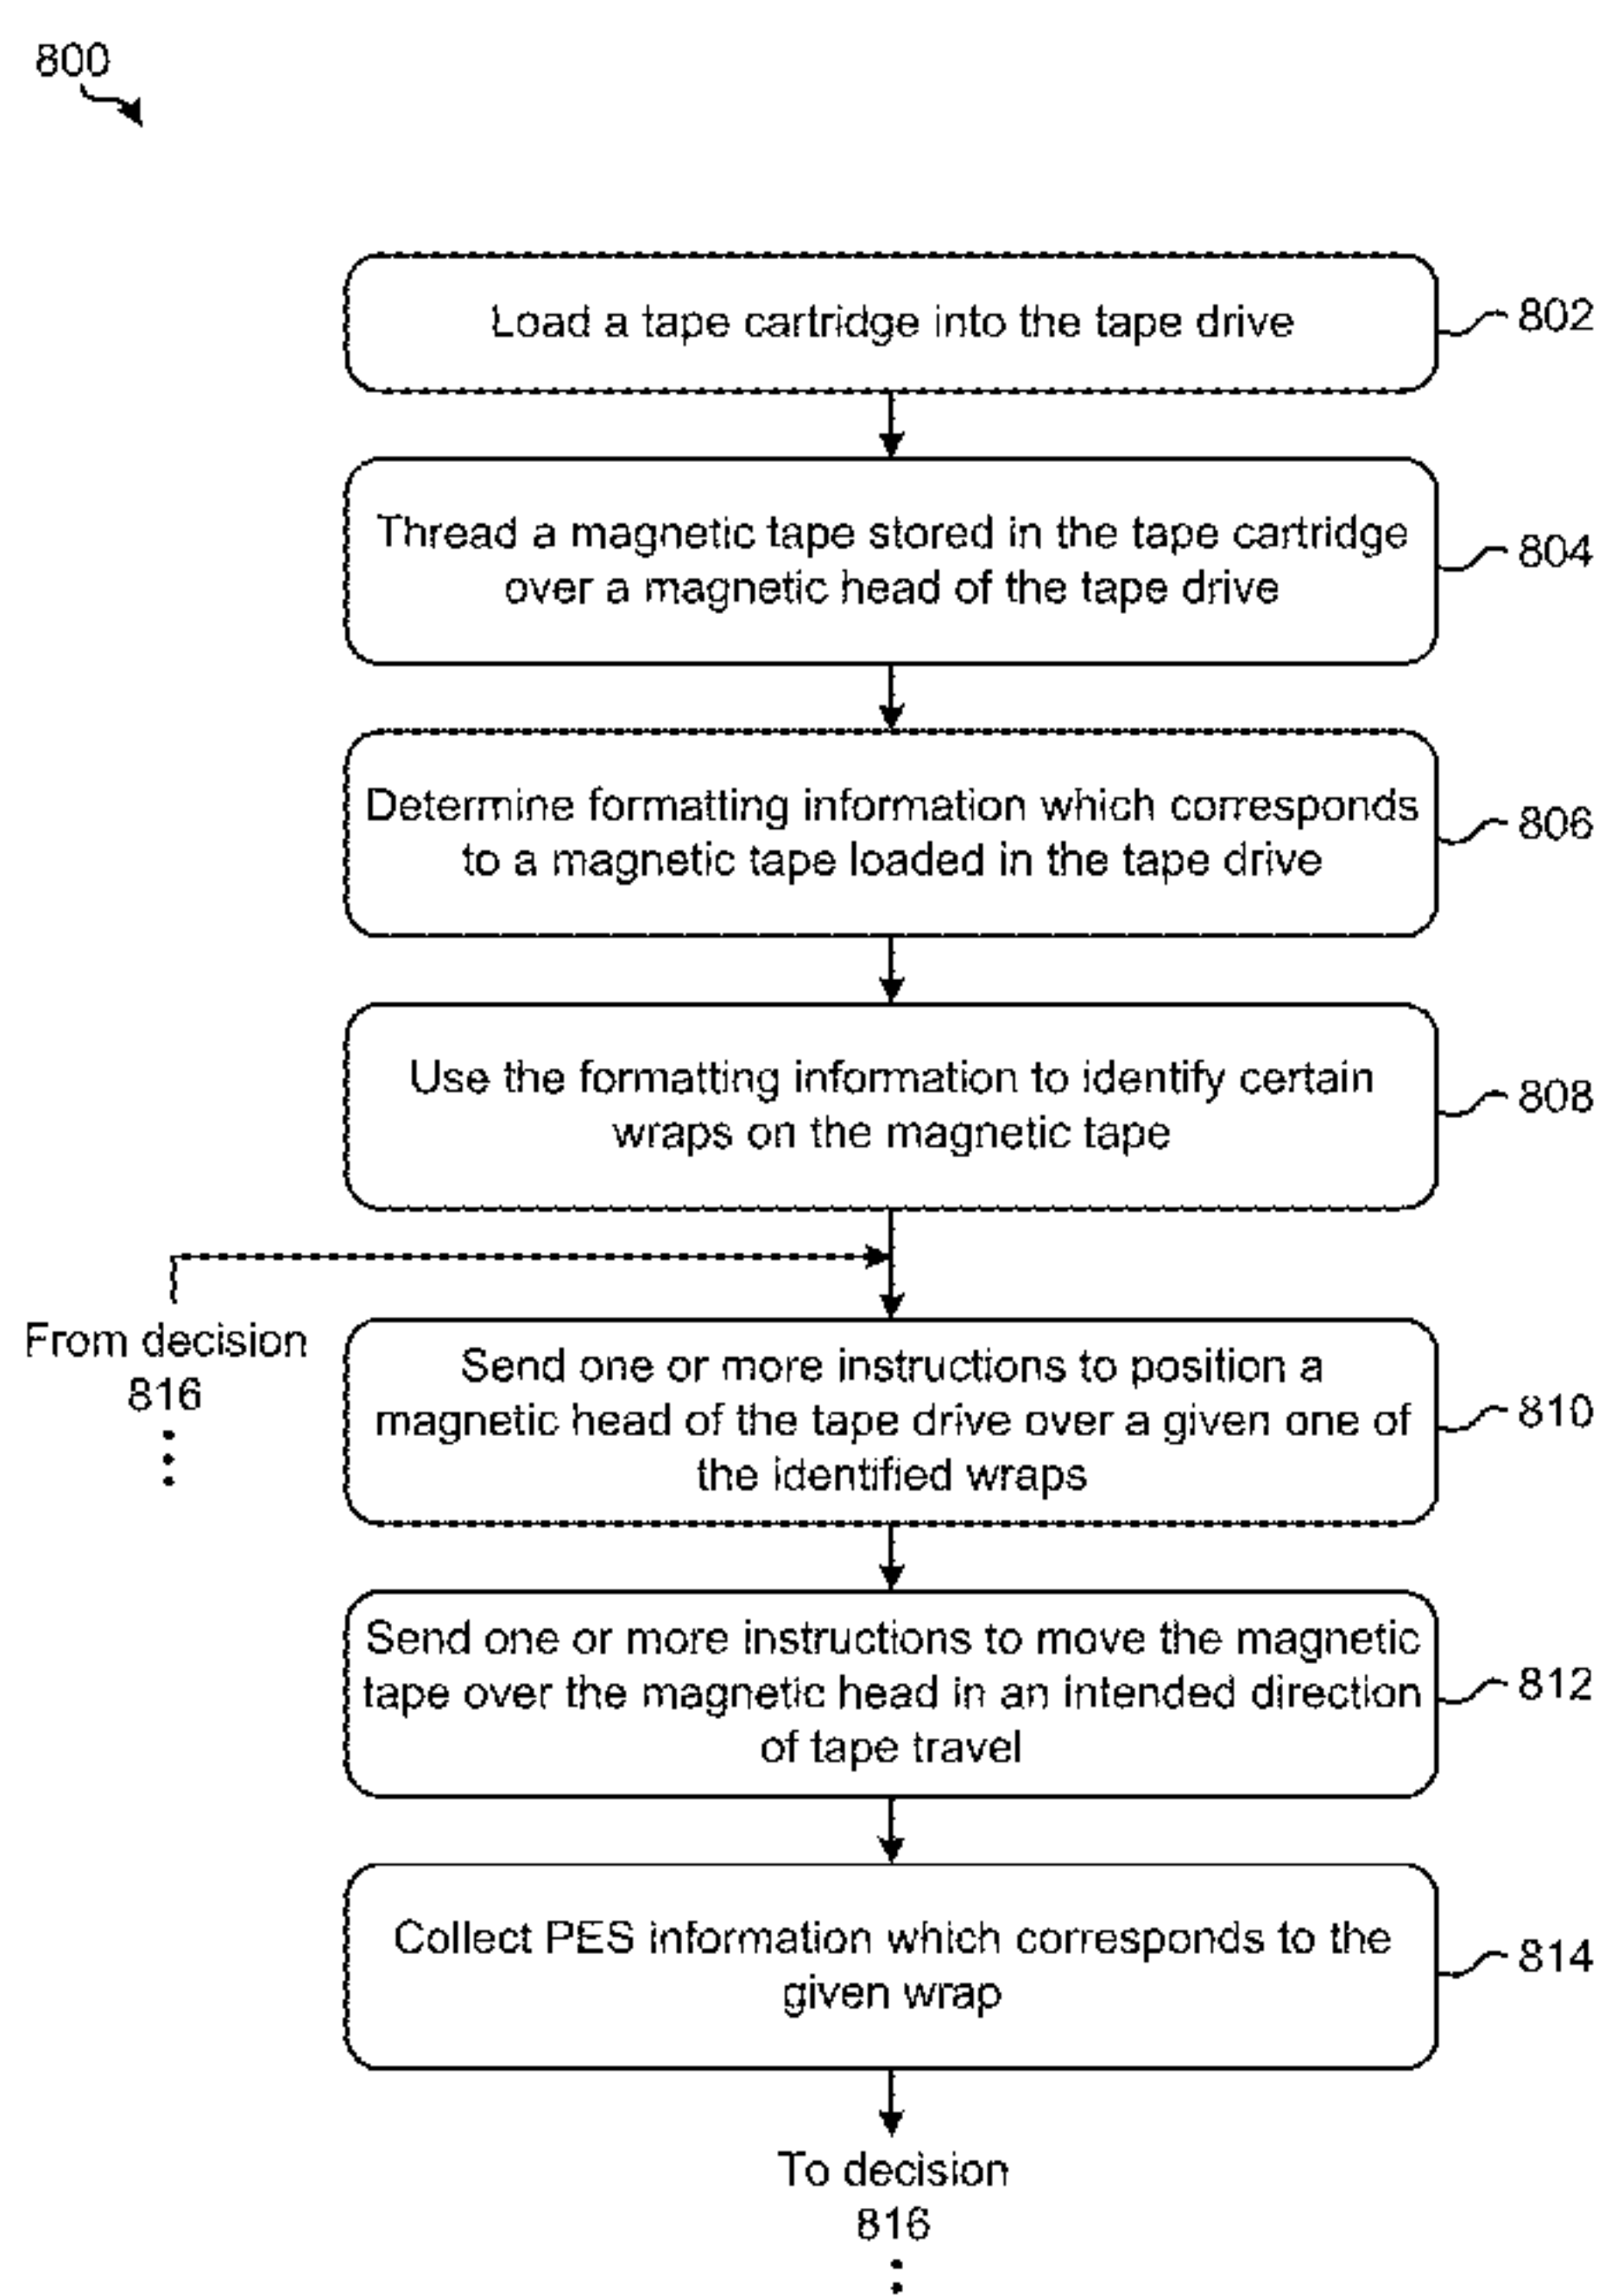 800
Load a tape cartridge into the tape drive
802
Thread a magnetic tape stored in the tape cartridge
over a magnetic head of the tape drive
804
Determine formatting information which corresponds
to a magnetic tape loaded in the tape drive
806
Use the formatting information to identify certain
wraps on the magnetic tape
808
From decision
816
Send one or more instructions to position a
magnetic head of the tape drive over a given one of
the identified wraps
810
Send one or more instructions to move the magnetic
tape over the magnetic head in an intended direction
of tape travel
812
Collect PES information which corresponds to the
given wrap
814
To decision
816